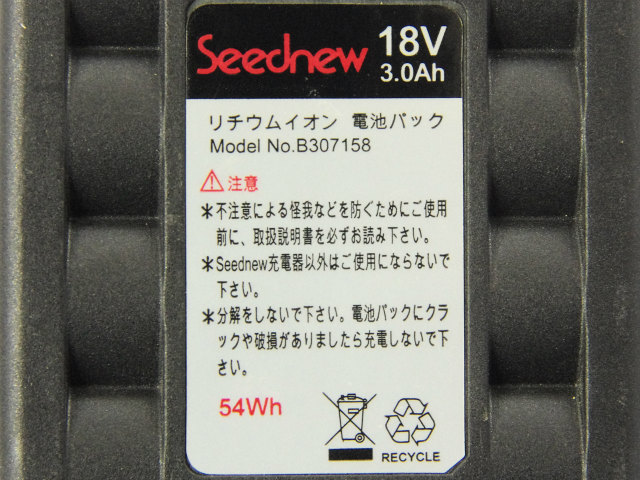 Seednew 18V
3.0Ah
リチウムイオン 電池パック
Model No.B307158
注意
*不注意による怪我などを防ぐためにご使用
前に、取扱説明書を必ずお読み下さい。
*Seednew充電器以外はご使用にならないで
下さい。
*分解をしないで下さい。電池パックにクラ
ックや破損がありましたら充電しないで下
さい。
54Wh
RECYCLE